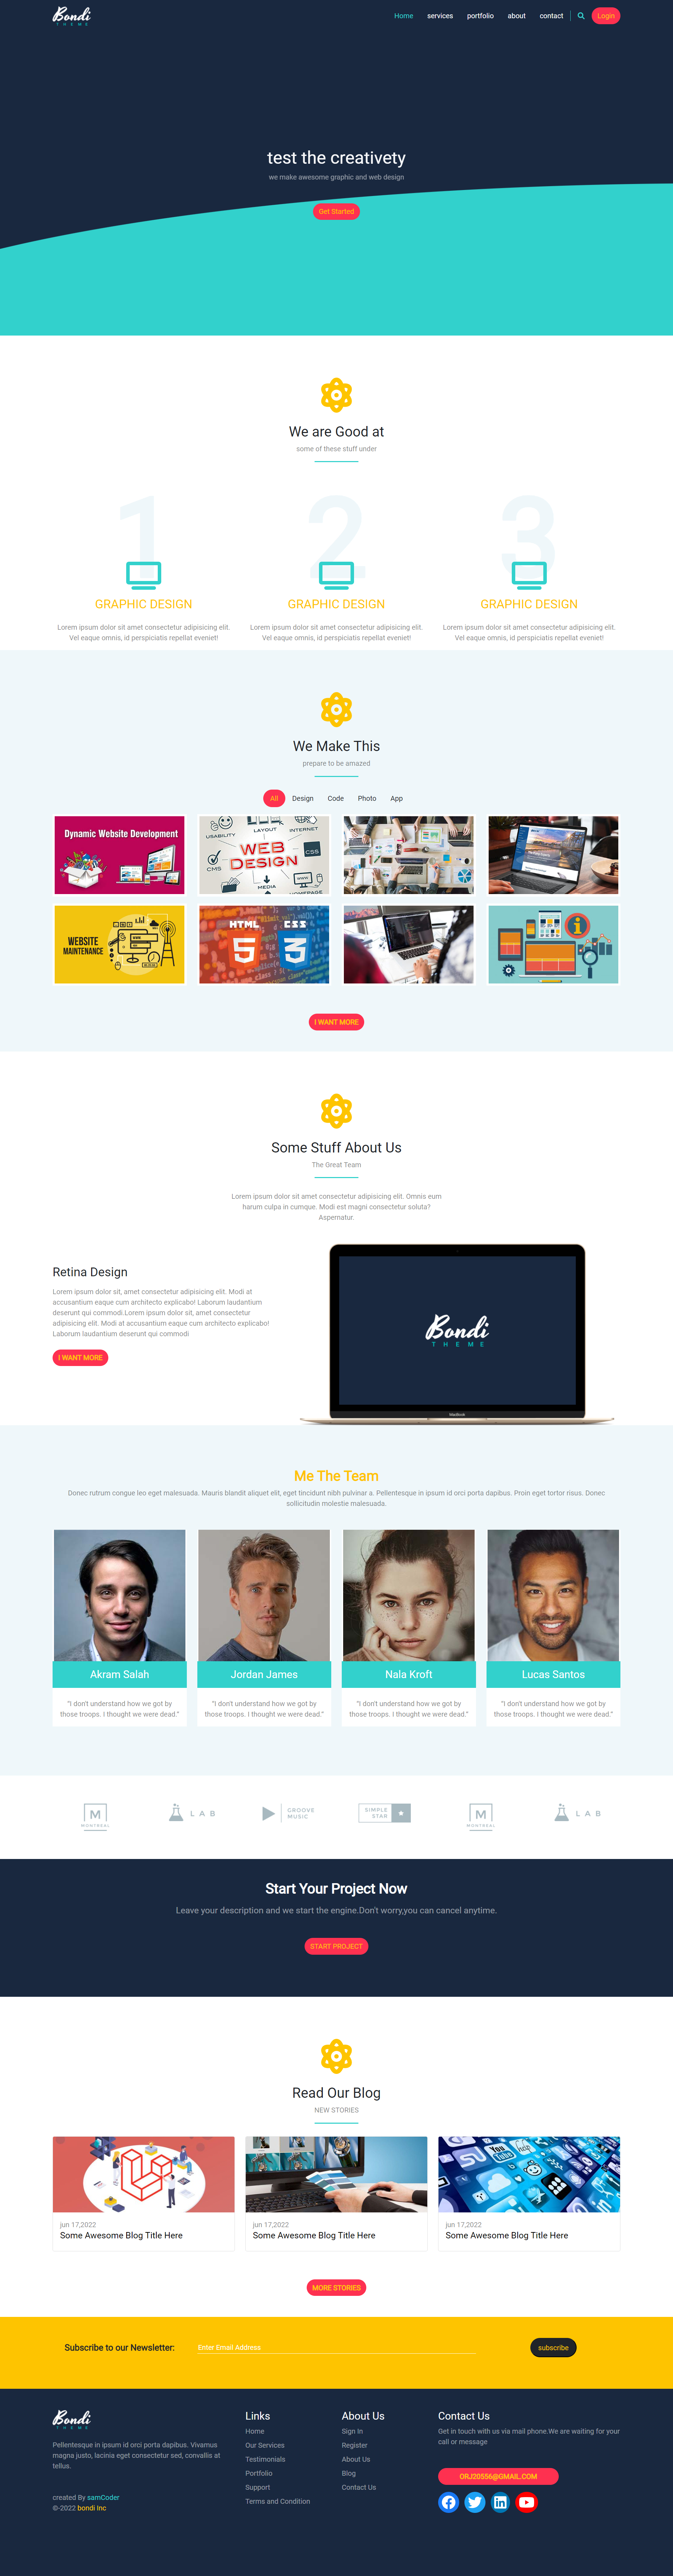 Bondi
THEME
Home services portfolio about contact Login
test the creativety
we make awesome graphic and web design
Get Started
We are Good at
some of these stuff under
1 2 3
GRAPHIC DESIGN GRAPHIC DESIGN GRAPHIC DESIGN
Lorem ipsum dolor sit amet consectetur adipisicing elit. Lorem ipsum dolor sit amet consectetur adipisicing elit. Lorem ipsum dolor sit amet consectetur adipisicing elit.
Vel eaque omnis, id perspiciatis repellat eveniet! Vel eaque omnis, id perspiciatis repellat eveniet! Vel eaque omnis, id perspiciatis repellat eveniet!
We Make This
prepare to be amazed
All Design Code Photo App
Dynamic Website Development
USABILITY LAYOUT INTERNET
WEB
DESIGN
CSS
CMS
MEDIA
HOMEPAGE
WEBSITE
MAINTENANCE
HTML CSS
5 3
I WANT MORE
Some Stuff About Us
The Great Team
Lorem ipsum dolor sit amet consectetur adipisicing elit. Omnis eum
harum culpa in cumque. Modi est magni consectetur soluta?
Aspernatur.
Retina Design
Lorem ipsum dolor sit, amet consectetur adipisicing elit. Modi at
accusantium eaque cum architecto explicabo! Laborum laudantium
deserunt qui commodi.Lorem ipsum dolor sit, amet consectetur
adipisicing elit. Modi at accusantium eaque cum architecto explicabo!
Laborum laudantium deserunt qui commodi
I WANT MORE
Bondi
THEME
MacBook
Me The Team
Donec rutrum congue leo eget malesuada. Mauris blandit aliquet elit, eget tincidunt nibh pulvinar a. Pellentesque in ipsum id orci porta dapibus. Proin eget tortor risus. Donec
sollicitudin molestie malesuada.
Akram Salah Jordan James Nala Kroft Lucas Santos
"I don't understand how we got by "I don't understand how we got by "I don't understand how we got by "I don't understand how we got by
those troops. I thought we were dead." those troops. I thought we were dead." those troops. I thought we were dead." those troops. I thought we were dead."
M
MONTREAL
LAB
GROOVE
MUSIC
SIMPLE
STAR
M
MONTREAL
LAB
Start Your Project Now
Leave your description and we start the engine.Don't worry,you can cancel anytime.
START PROJECT
Read Our Blog
NEW STORIES
You Tube
jun 17,2022 jun 17,2022 jun 17,2022
Some Awesome Blog Title Here Some Awesome Blog Title Here Some Awesome Blog Title Here
MORE STORIES
Subscribe to our Newsletter: Enter Email Address subscribe
Bondi
THEME
Pellentesque in ipsum id orci porta dapibus. Vivamus
magna justo, lacinia eget consectetur sed, convallis at
tellus.
created By samCoder
©-2022 bondi Inc
Links
Home
Our Services
Testimonials
Portfolio
Support
Terms and Condition
About Us
Sign In
Register
About Us
Blog
Contact Us
Contact Us
Get in touch with us via mail phone.We are waiting for your
call or message
ORJ20556@GMAIL.COM